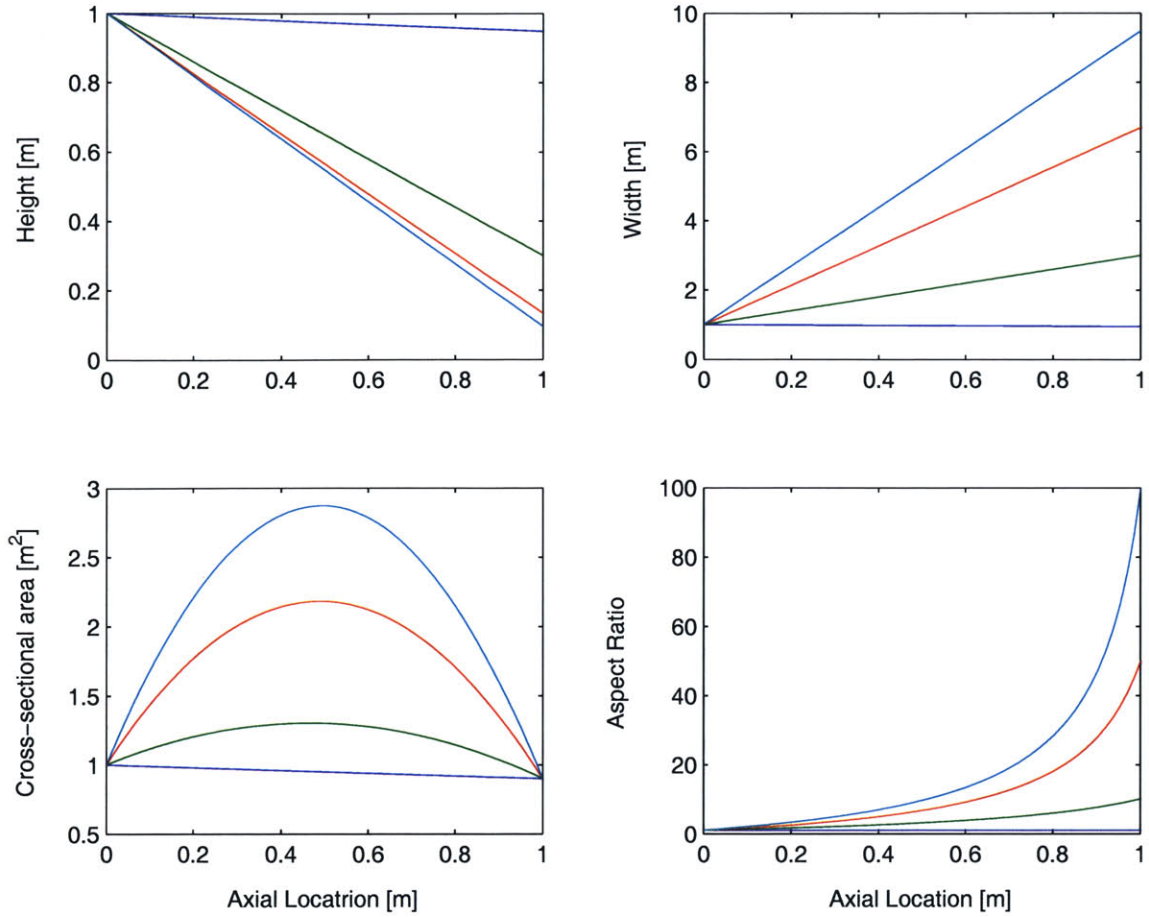 Height [m]
1
0.8
0.6
0.4
0.2
0
0 0.2 0.4 0.6 0.8 1
Width [m]
10
8
6
4
2
0
0 0.2 0.4 0.6 0.8 1
Cross-sectional area [m²]
3
2.5
2
1.5
1
0.5
0 0.2 0.4 0.6 0.8 1
Axial Locatrion [m]
Aspect Ratio
100
80
60
40
20
0
0 0.2 0.4 0.6 0.8 1
Axial Location [m]